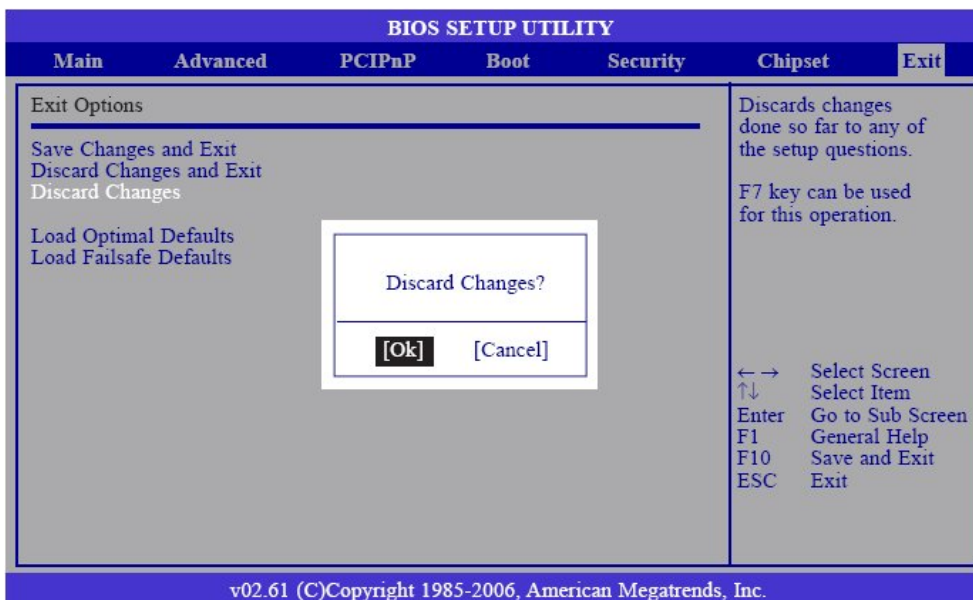 BIOS SETUP UTILITY
Main Advanced PCIPnP Boot Security Chipset Exit
Exit Options
Save Changes and Exit
Discard Changes and Exit
Discard Changes
Load Optimal Defaults
Load Failsafe Defaults
Discard Changes?
[Ok] [Cancel]
Discards changes
done so far to any of
the setup questions.
F7 key can be used
for this operation.
←→ Select Screen
↑↓ Select Item
Enter Go to Sub Screen
F1 General Help
F10 Save and Exit
ESC Exit
v02.61 (C)Copyright 1985-2006, American Megatrends, Inc.